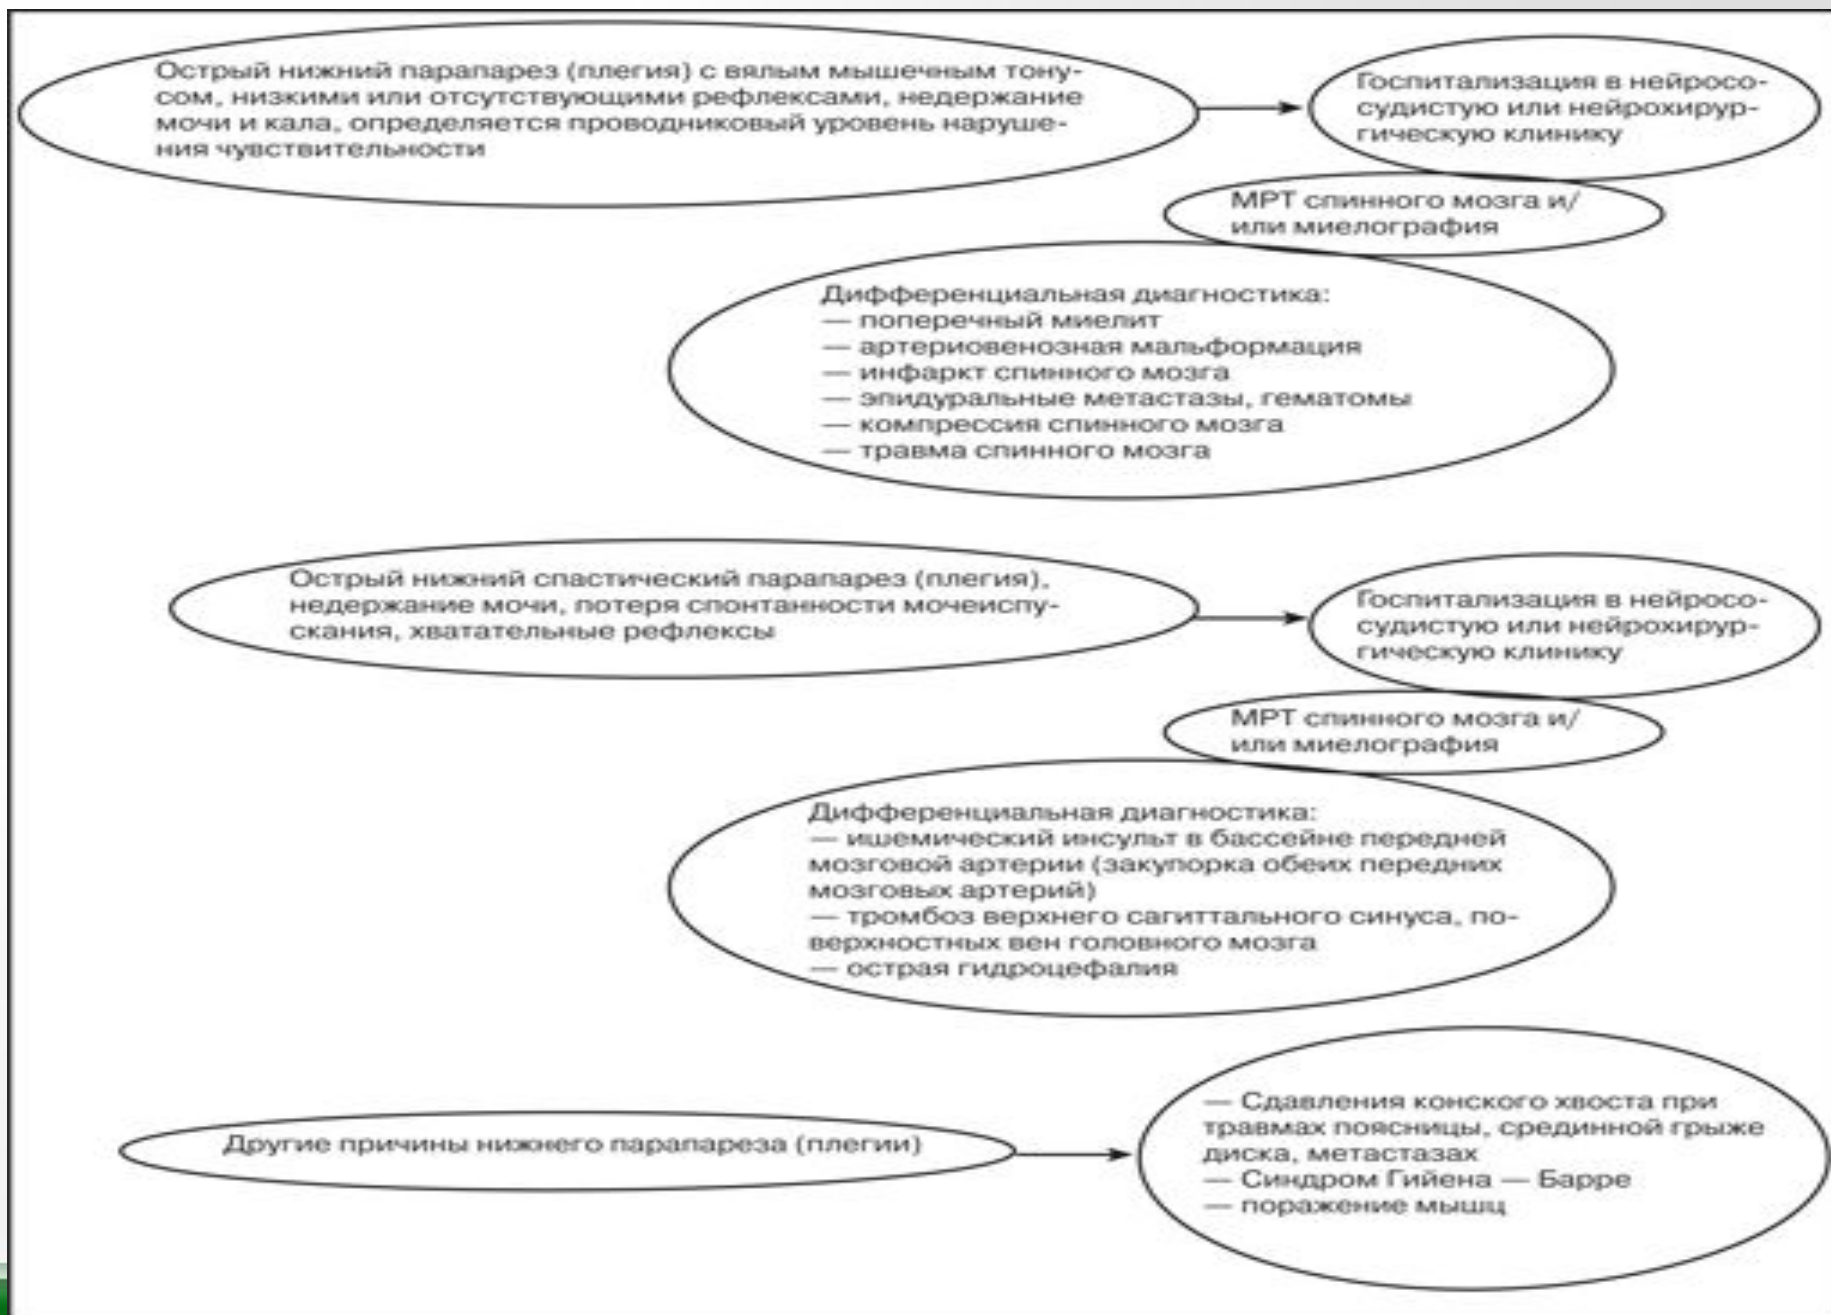 Острый нижний парапарез (плегия) с вялым мышечным тону-
сом, низкими или отсутствующими рефлексами, недержание
мочи и кала, определяется проводниковый уровень наруше-
ния чувствительности
Госпитализация в нейросо-
судистую или нейрохирур-
гическую клинику
МРТ спинного мозга и/
или миелография
Дифференциальная диагностика:
— поперечный миелит
— артериовенозная мальформация
— инфаркт спинного мозга
— эпидуральные метастазы, гематомы
— компрессия спинного мозга
— травма спинного мозга
Острый нижний спастический парапарез (плегия),
недержание мочи, потеря спонтанности мочеиспу-
скания, хватательные рефлексы
Госпитализация в нейросо-
судистую или нейрохирур-
гическую клинику
МРТ спинного мозга и/
или миелография
Дифференциальная диагностика:
— ишемический инсульт в бассейне передней
мозговой артерии (закупорка обеих передних
мозговых артерий)
— тромбоз верхнего сагиттального синуса, по-
верхностных вен головного мозга
— острая гидроцефалия
Другие причины нижнего парапареза (плегии)
— Сдавления конского хвоста при
травмах поясницы, срединной грыже
диска, метастазах
— Синдром Гийена — Барре
— поражение мышц